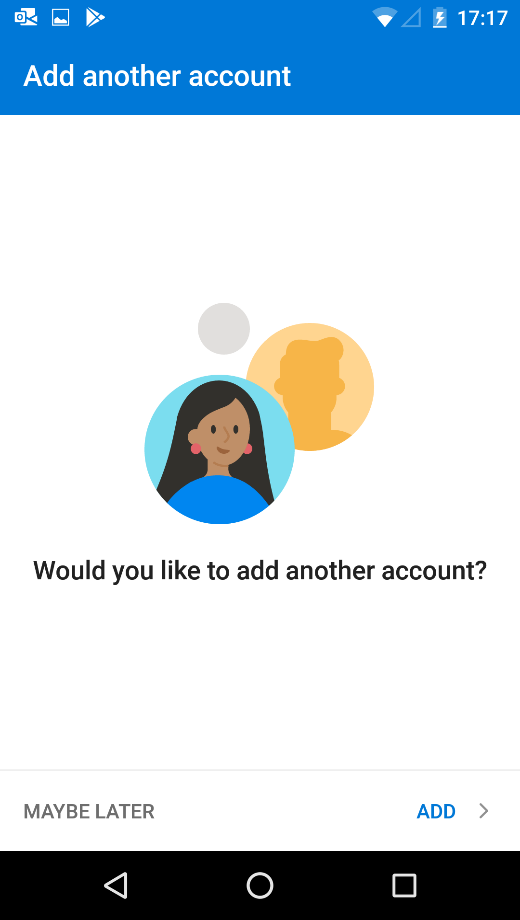 17:17
Add another account
Would you like to add another account?
MAYBE LATER
ADD